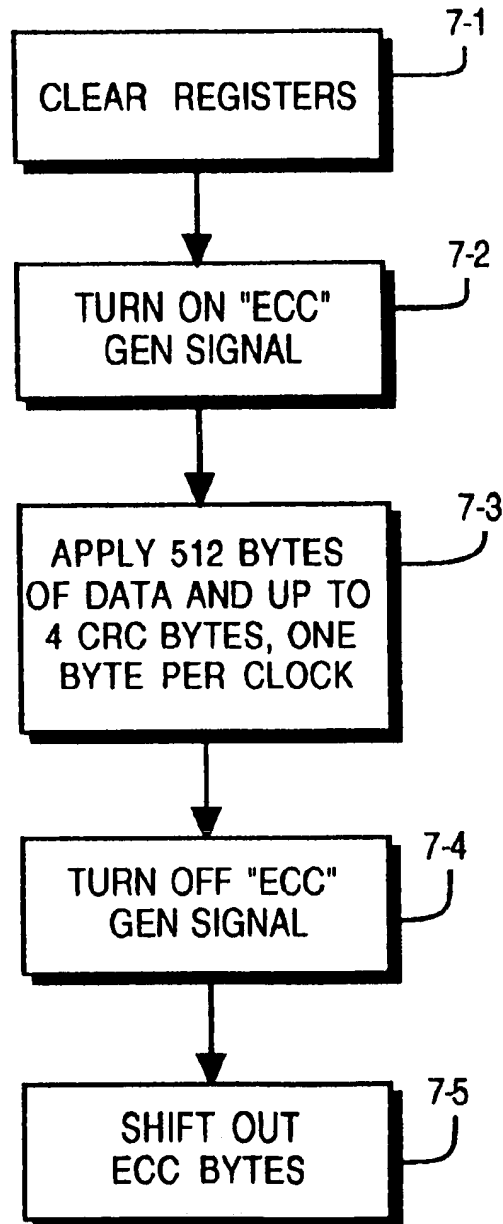 7-1
CLEAR REGISTERS
7-2
TURN ON "ECC"
GEN SIGNAL
7-3
APPLY 512 BYTES
OF DATA AND UP TO
4 CRC BYTES, ONE
BYTE PER CLOCK
7-4
TURN OFF "ECC"
GEN SIGNAL
7-5
SHIFT OUT
ECC BYTES